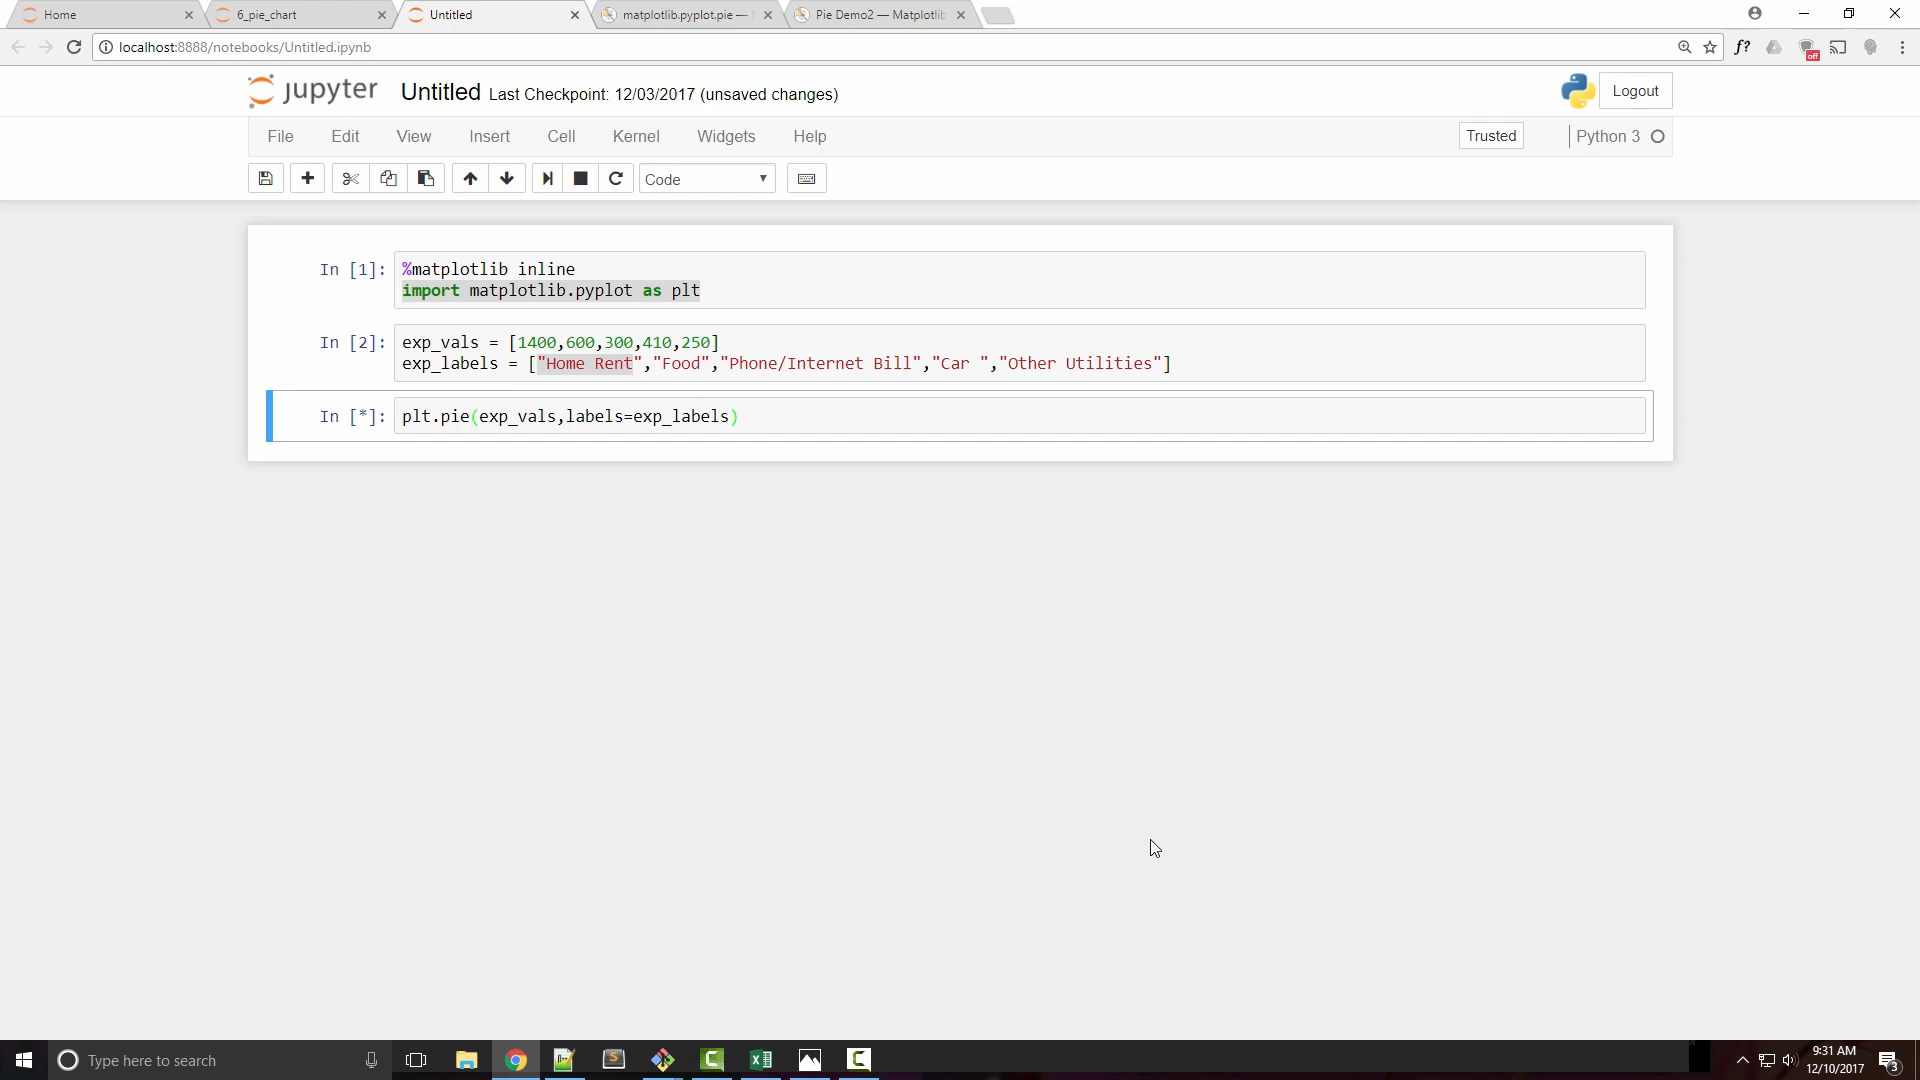 Home
6_pie_chart
Untitled
matplotlib.pyplot.pie —
Pie Demo2 — Matplotlib
localhost:8888/notebooks/Untitled.ipynb
f?
off
jupyter
Untitled Last Checkpoint: 12/03/2017 (unsaved changes)
Logout
File Edit View Insert Cell Kernel Widgets Help
Trusted
Python 3
Code
In [1]:
%matplotlib inline
import matplotlib.pyplot as plt
In [2]:
exp_vals = [1400,600,300,410,250]
exp_labels = ["Home Rent","Food","Phone/Internet Bill","Car ","Other Utilities"]
In [*]:
plt.pie(exp_vals,labels=exp_labels)
Type here to search
9:31 AM
12/10/2017
3